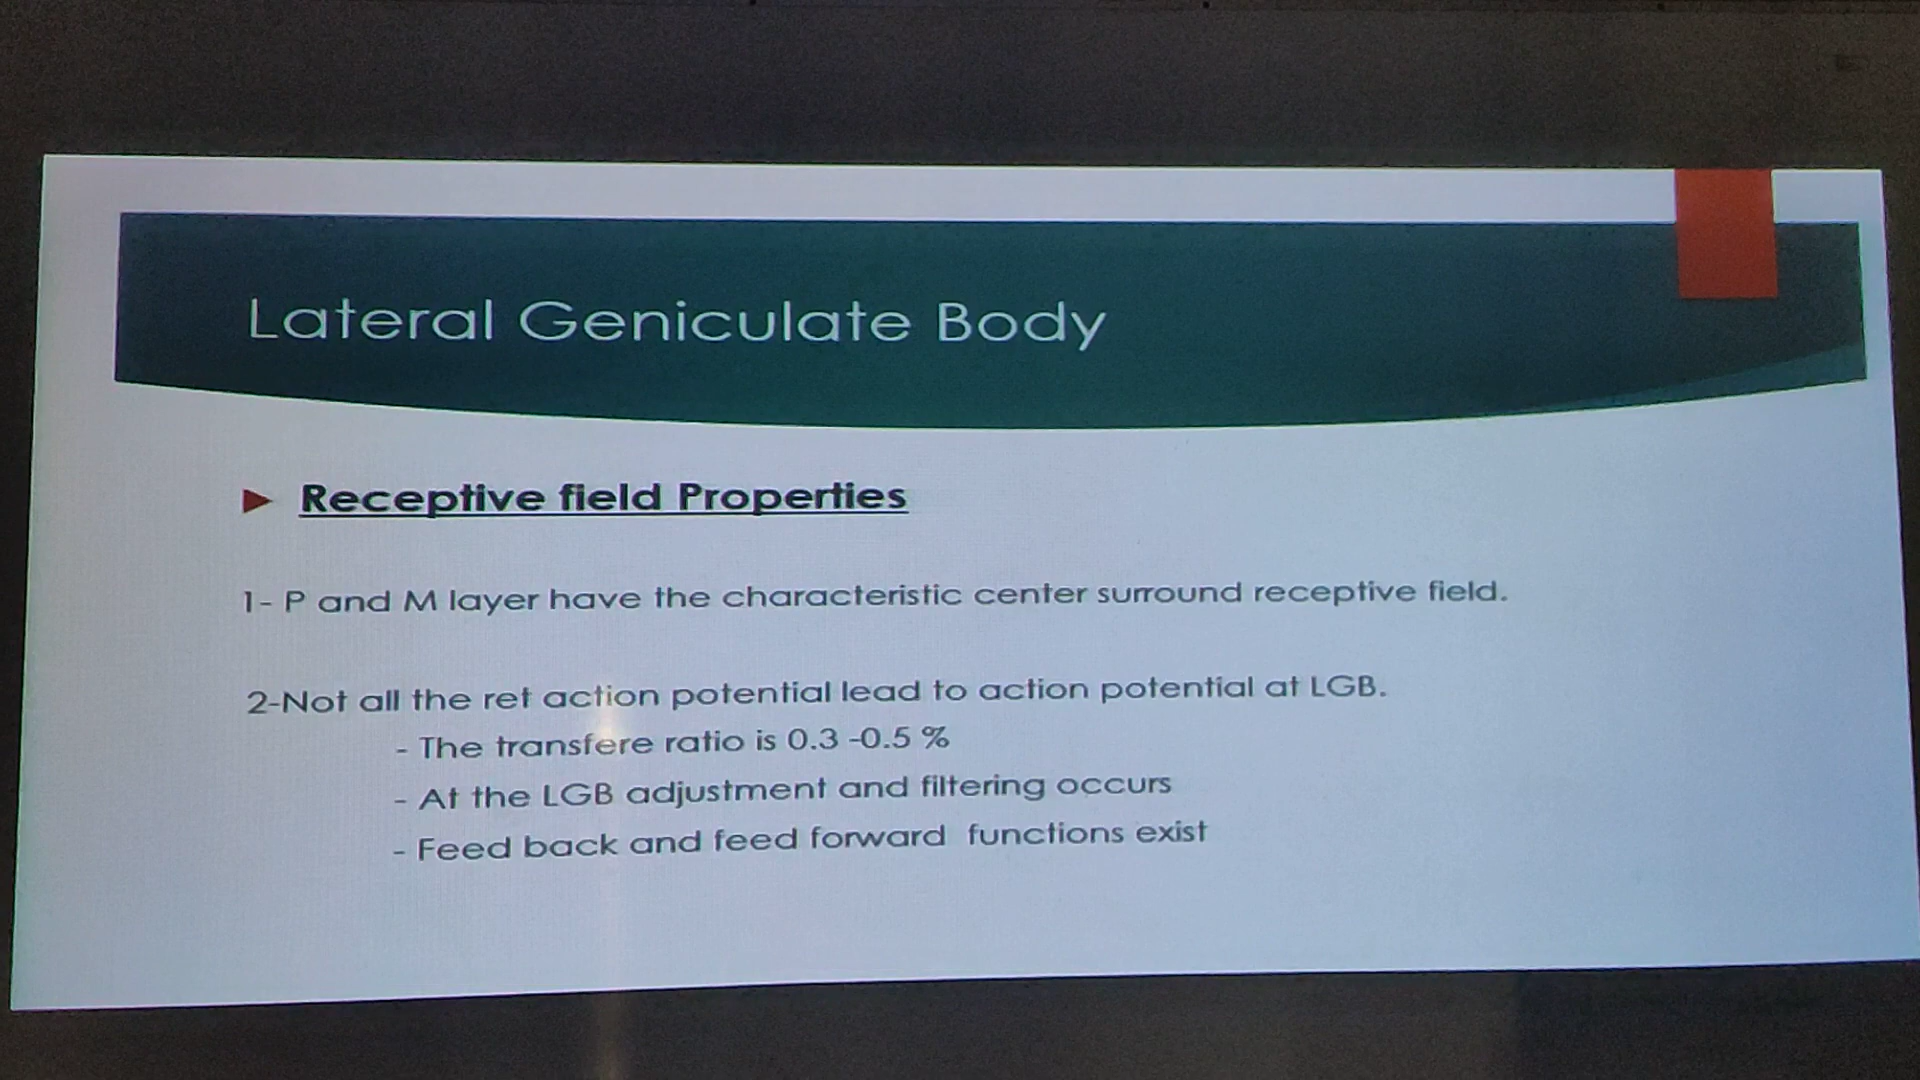 Lateral Geniculate Body
Receptive field Properties
1- P and M layer have the characteristic center surround receptive field.
2-Not all the ret action potential lead to action potential at LGB.
- The transfere ratio is 0.3 -0.5 %
- At the LGB adjustment and filtering occurs
- Feed back and feed forward functions exist